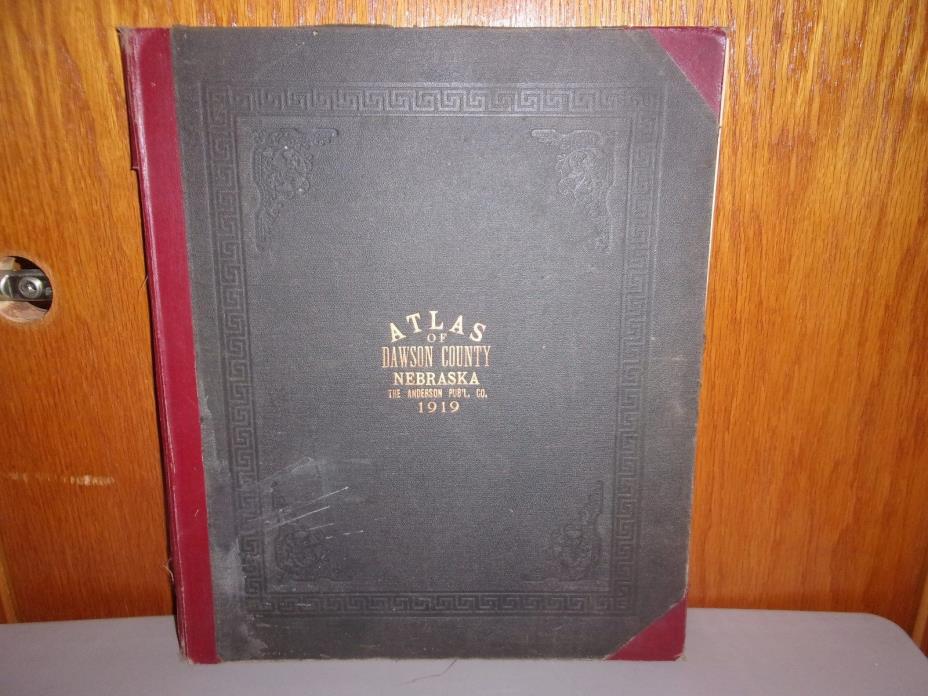 ATLAS
OF
DAWSON COUNTY
NEBRASKA
THE ANDERSON PUB'L. CO.
1919